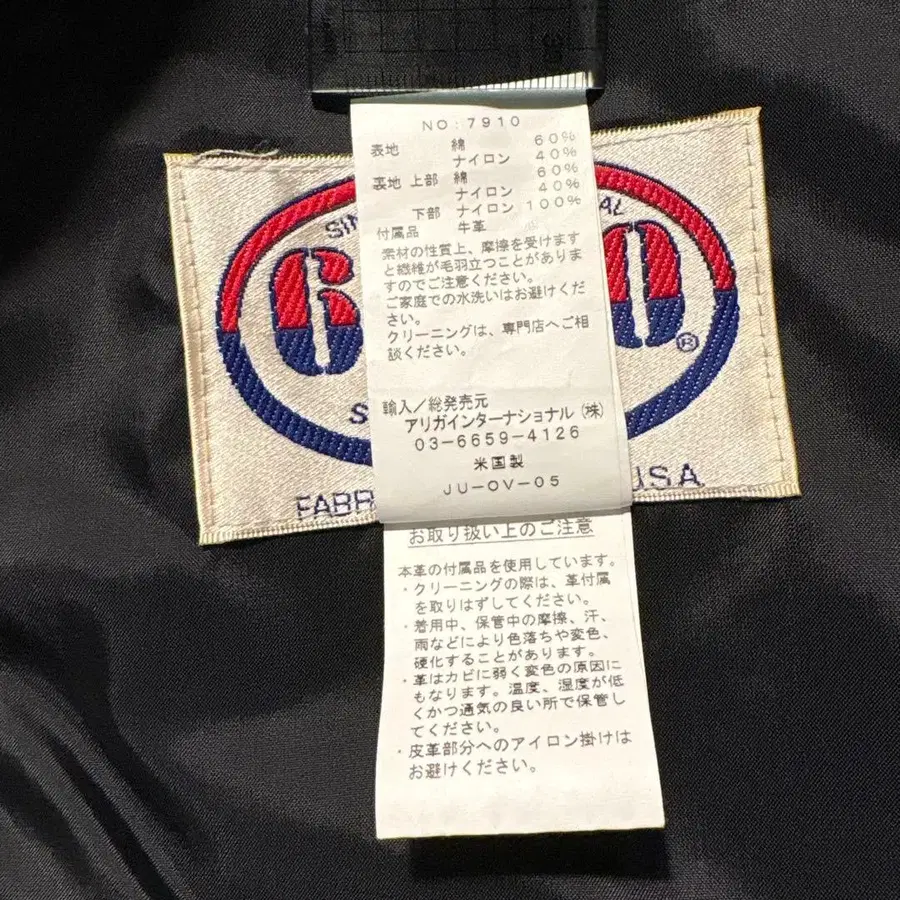 NO:7910
表地 綿 60%
ナイロン 40%
裏地 上部 綿 60%
ナイロン 40%
下部 ナイロン 100%
付属品 牛革
素材の性質上、摩擦を受けますと
と繊維が毛羽立つことがありま
すのでご注意ください。
ご家庭での水洗いはお避けくだ
さい。
クリーニングは、専門店へご相
談ください。
輸入/総発売元
アリガインターナショナル(株)
03-6659-4126
米国製
JU-OV-05
お取り扱い上のご注意
本革の付属品を使用しています。
・クリーニングの際は、革付属
を取りはずしてください。
・着用中、保管中の摩擦、汗、
雨などにより色落ちや変色、
硬化することがあります。
・革はカビに弱く変色の原因に
もなります。温度、湿度が低
くかつ通気の良い所で保管し
てください。
・皮革部分へのアイロン掛けは
お避けください。
6 0 ®